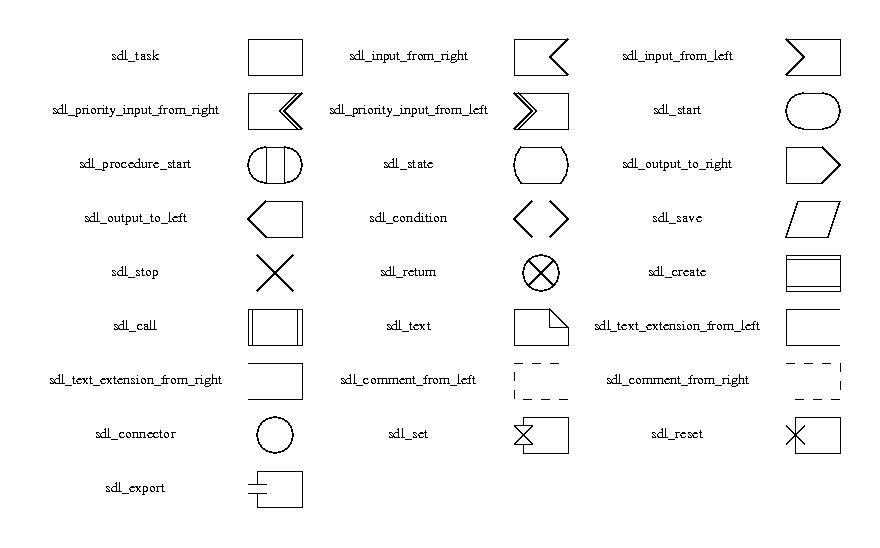 sdl_task sdl_input_from_right sdl_input_from_left
sdl_priority_input_from_right sdl_priority_input_from_left sdl_start
sdl_procedure_start sdl_state sdl_output_to_right
sdl_output_to_left sdl_condition sdl_save
sdl_stop sdl_return sdl_create
sdl_call sdl_text sdl_text_extension_from_left
sdl_text_extension_from_right sdl_comment_from_left sdl_comment_from_right
sdl_connector sdl_set sdl_reset
sdl_export